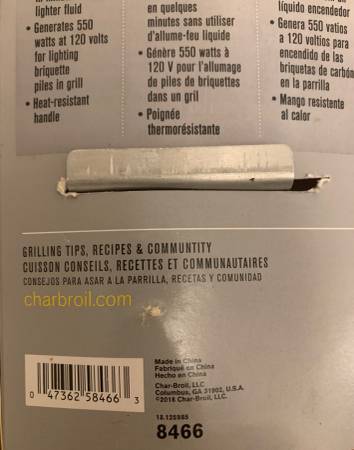 lighter fluid
• Generates 550
watts at 120 volts
for lighting
briquette
piles in grill
• Heat-resistant
handle
en quelques
minutes sans utiliser
d'allume-feu liquide
• Génère 550 watts à
120 V pour l'allumage
de piles de briquettes
dans un gril
• Poignée
thermorésistante
líquido encendedor
• Genera 550 vatios
a 120 voltios para
encendido de las
briquetas de carbón
en la parrilla
• Mango resistente
al calor
GRILLING TIPS, RECIPES & COMMUNTITY
CUISSON CONSEILS, RECETTES ET COMMUNAUTAIRES
CONSEJOS PARA ASAR A LA PARRILLA, RECETAS Y COMUNIDAD
charbroil.com
0 47362 58466 3
Made in China
Fabriqué en China
Hecho en China
Char-Broil, LLC
Columbus, GA 31902, U.S.A.
©2018 Char-Broil, LLC
18.125985
8466